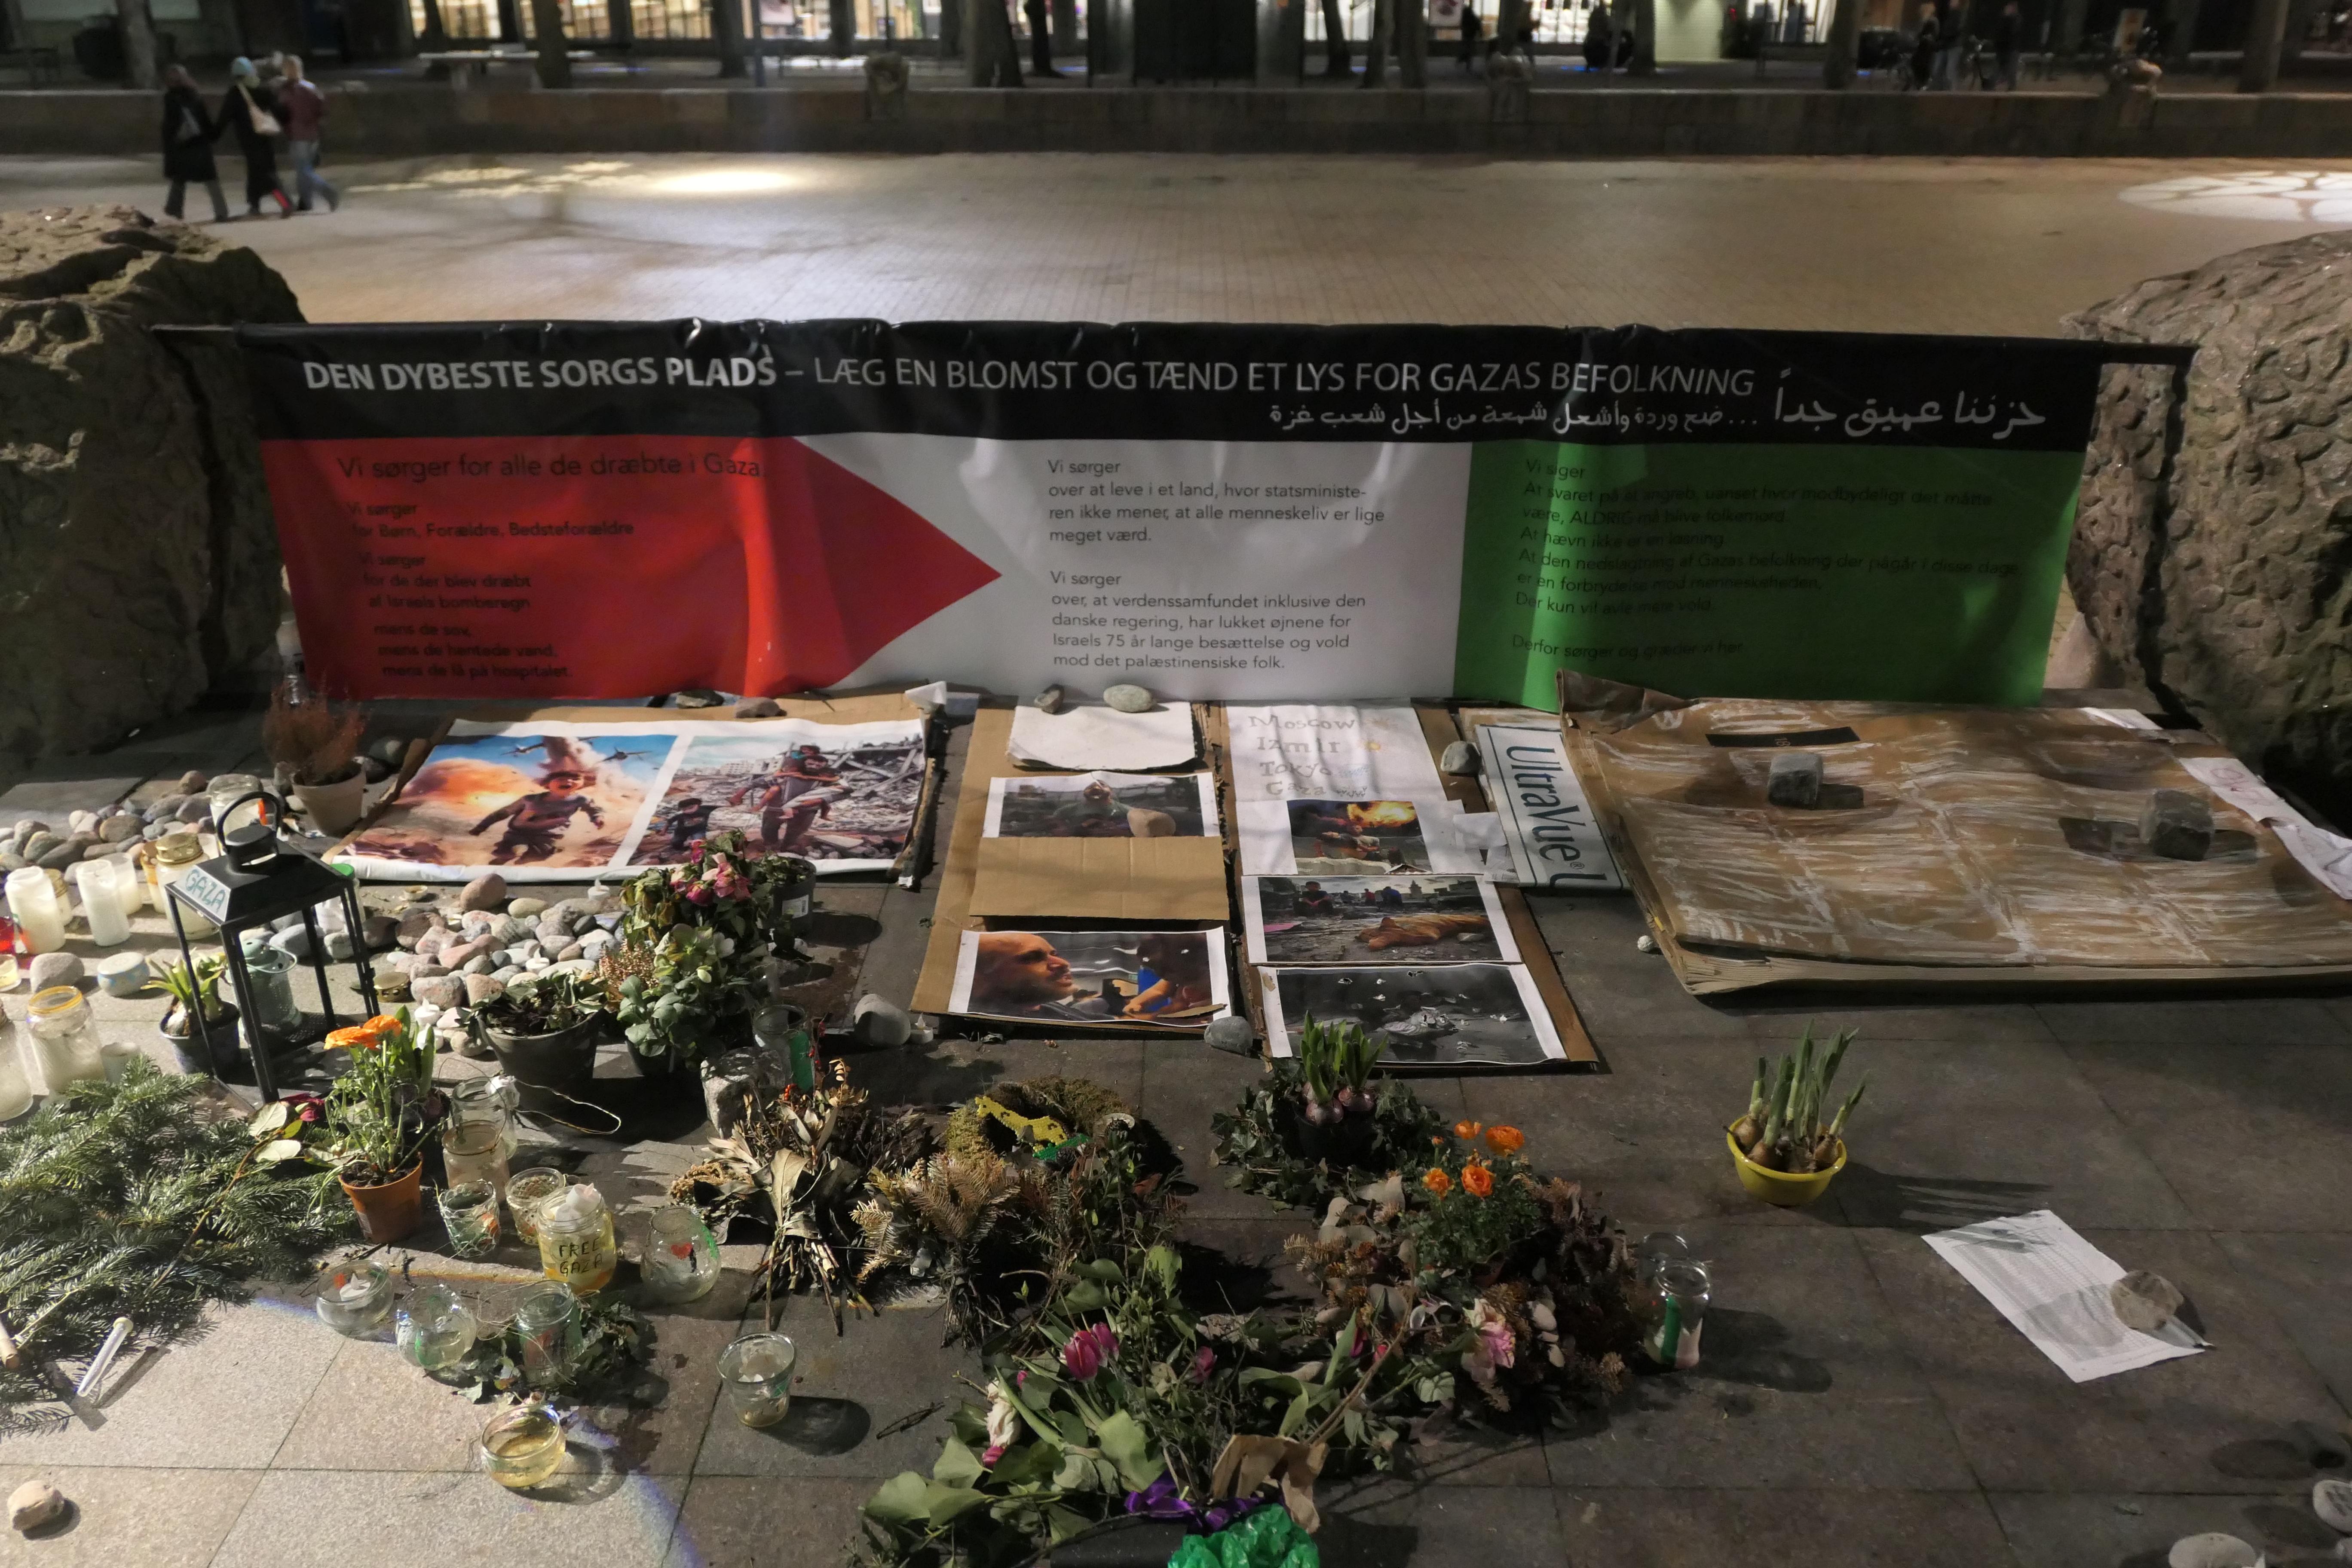 DEN DYBESTE SORGS PLADS – LÆG EN BLOMST OG TÆND ET LYS FOR GAZAS BEFOLKNING
حزننا عميق جداً ... ضع وردة وأشعل شمعة من أجل شعب غزة
Vi sørger for alle de dræbte i Gaza
Vi sørger
for Børn, Forældre, Bedsteforældre
Vi sørger
for de der blev dræbt
af Israels bomberegn
mens de sov,
mens de hentede vand,
mens de lå på hospitalet.
Vi sørger
over at leve i et land, hvor statsministe-
ren ikke mener, at alle menneskeliv er lige
meget værd.
Vi sørger
over, at verdenssamfundet inklusive den
danske regering, har lukket øjnene for
Israels 75 år lange besættelse og vold
mod det palæstinensiske folk.
Vi siger
At svaret på et angreb, uanset hvor modbydeligt det måtte
være, ALDRIG må blive folkemord.
At hævn ikke er en løsning
At den nedslagtning af Gazas befolkning der pågår i disse dage,
er en forbrydelse mod menneskeheden,
Der kun vil avle mere vold.
Derfor sørger og græder vi her
Moscow
Izmir
Tokyo
Gaza
UltraVue®
GAZA
FREE
GAZA